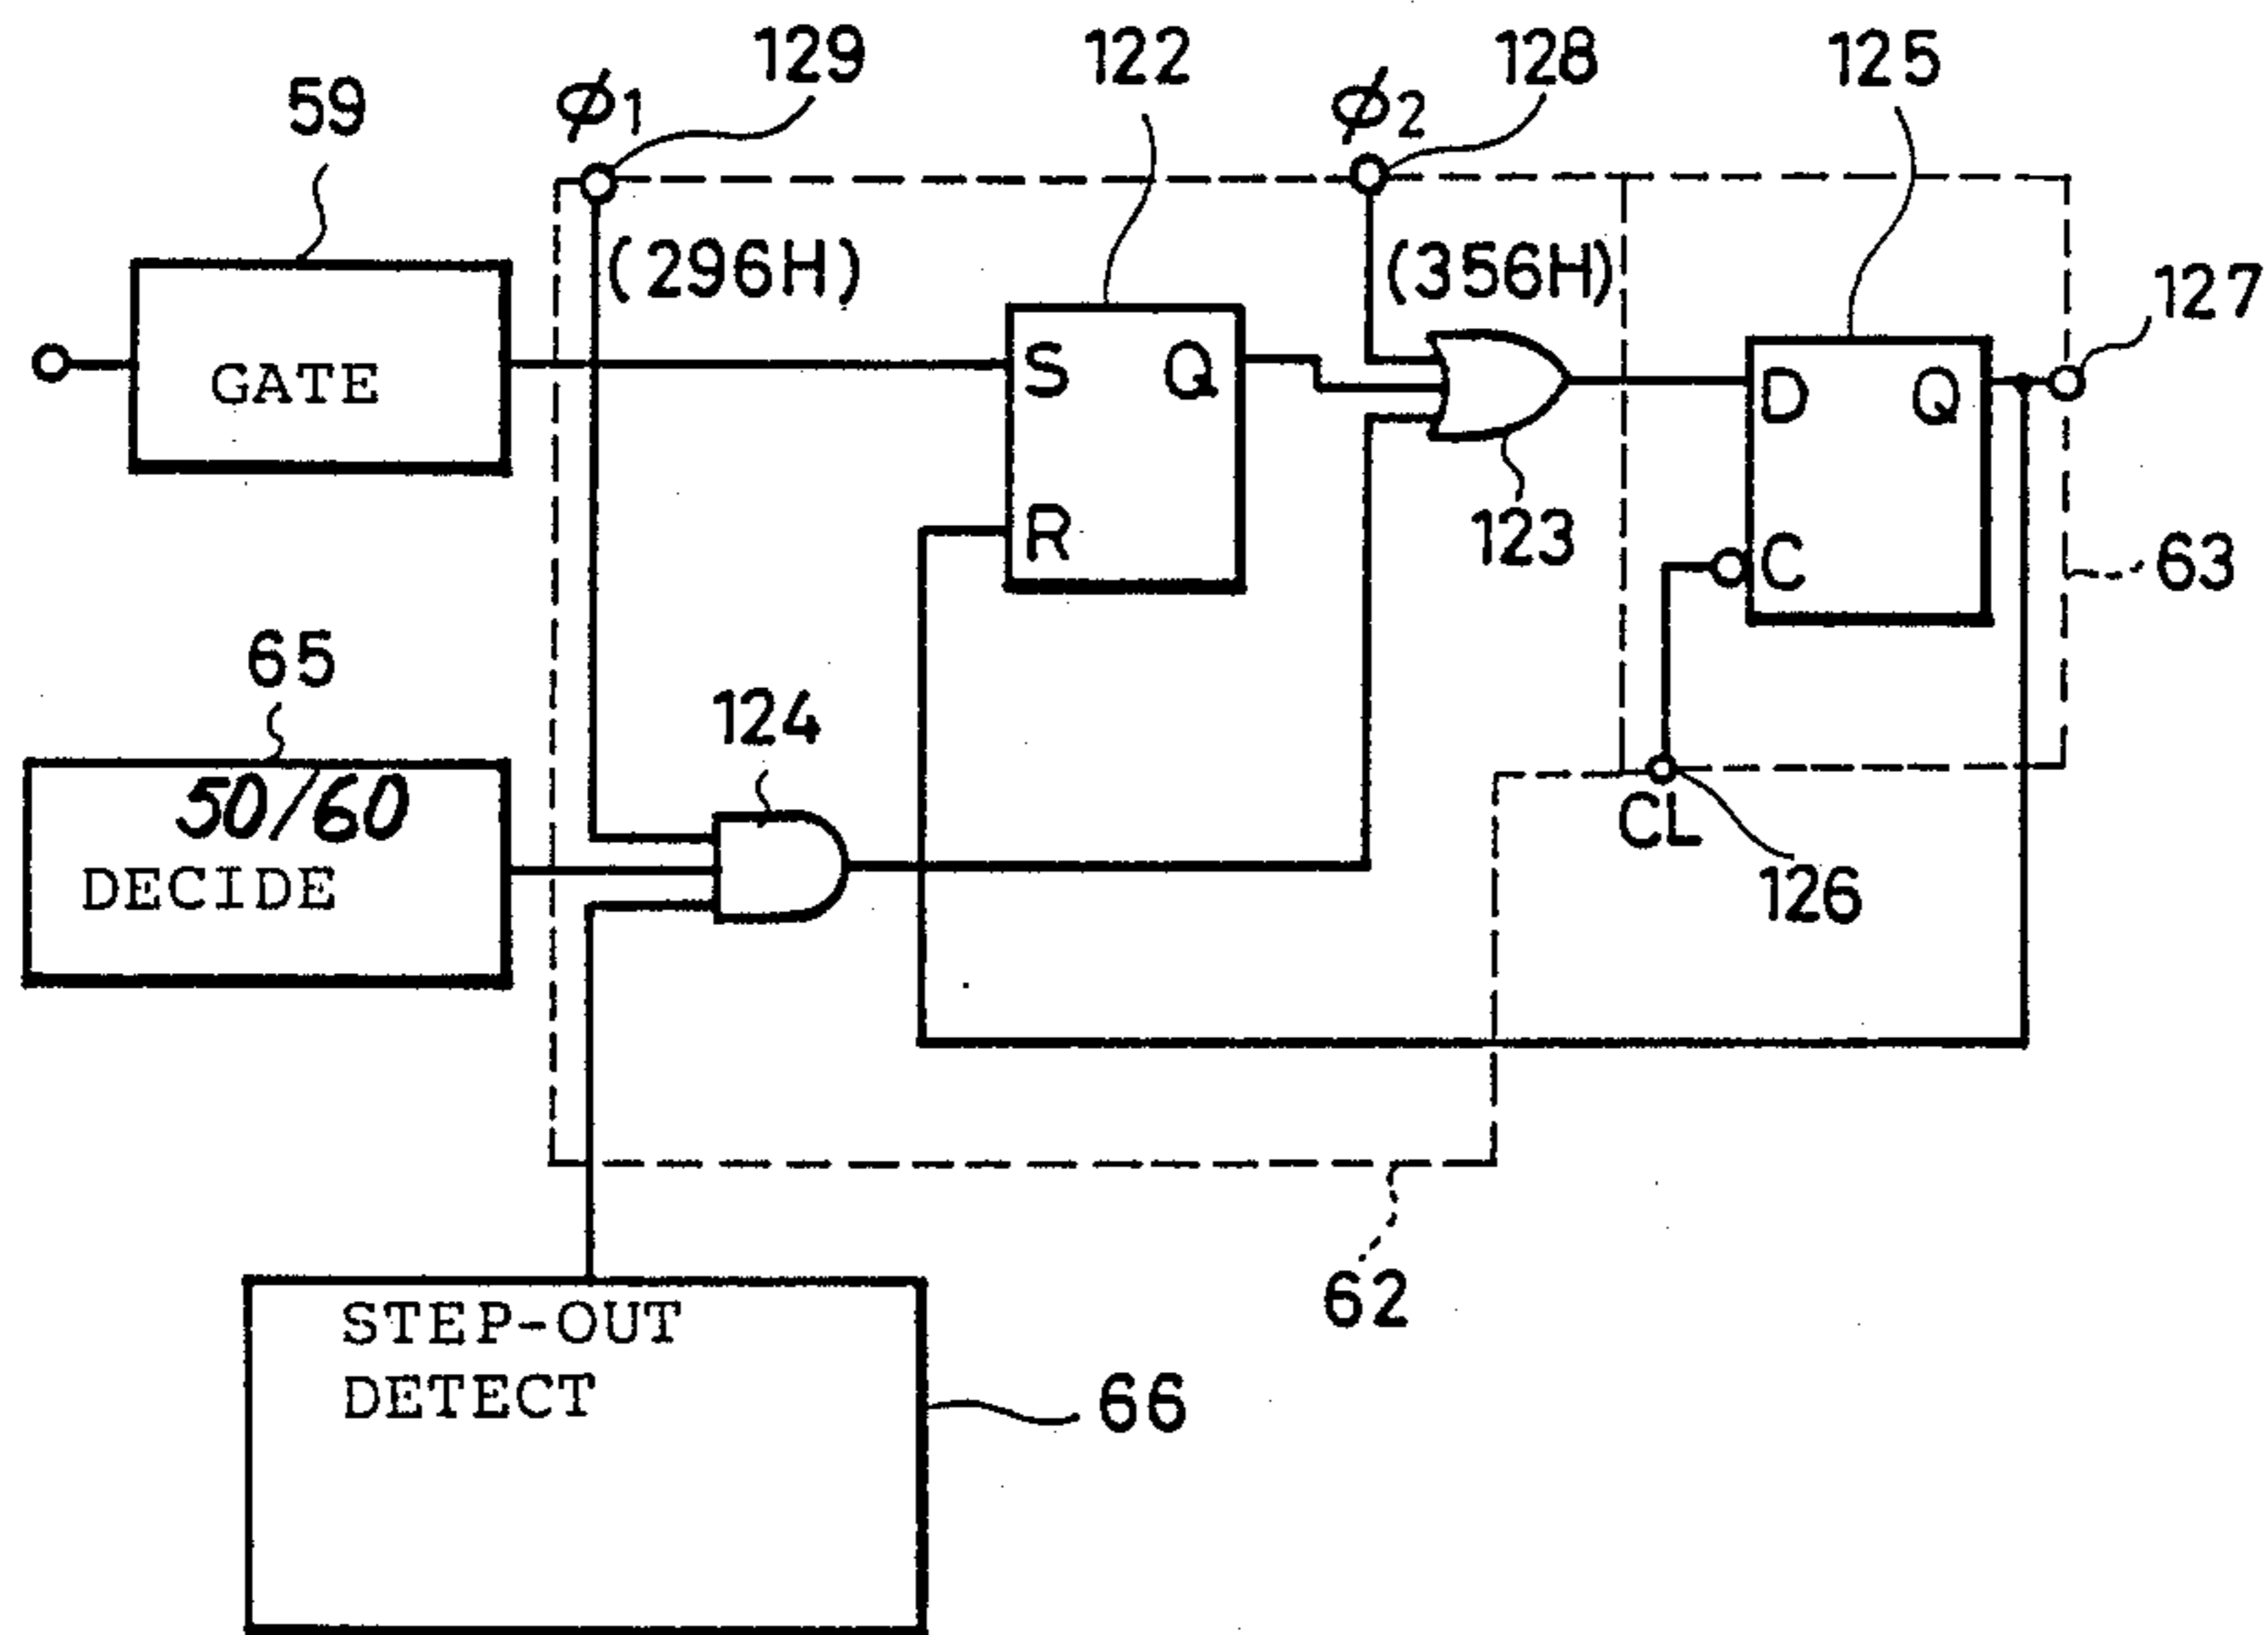 129
122
128
125
59
ϕ1
ϕ2
(296H)
(356H)
127
GATE
S Q
D Q
R
123
C
63
65
124
50/60
DECIDE
CL
126
62
STEP-OUT
DETECT
66